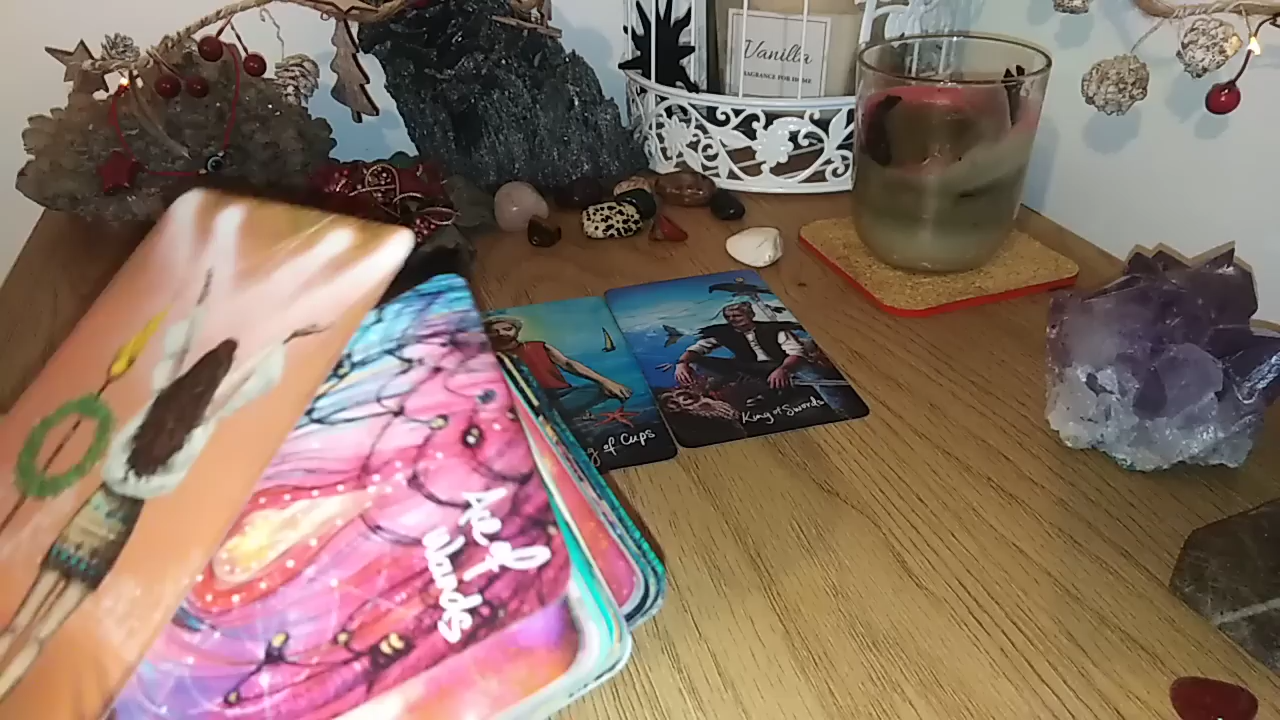 Vanilla
FRAGRANCE FOR HOME
g of Cups
King of Swords
Ace of
Wands